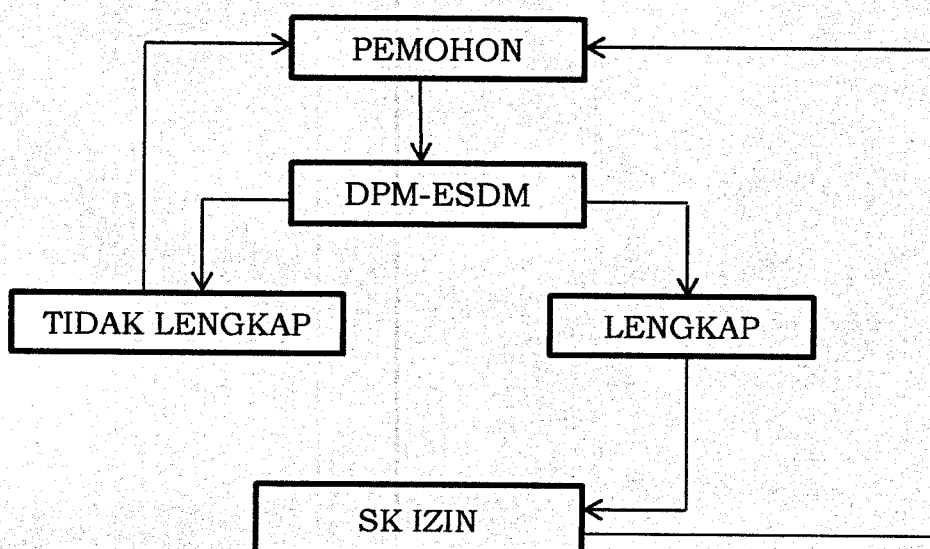 PEMOHON
DPM-ESDM
TIDAK LENGKAP
LENGKAP
SK IZIN